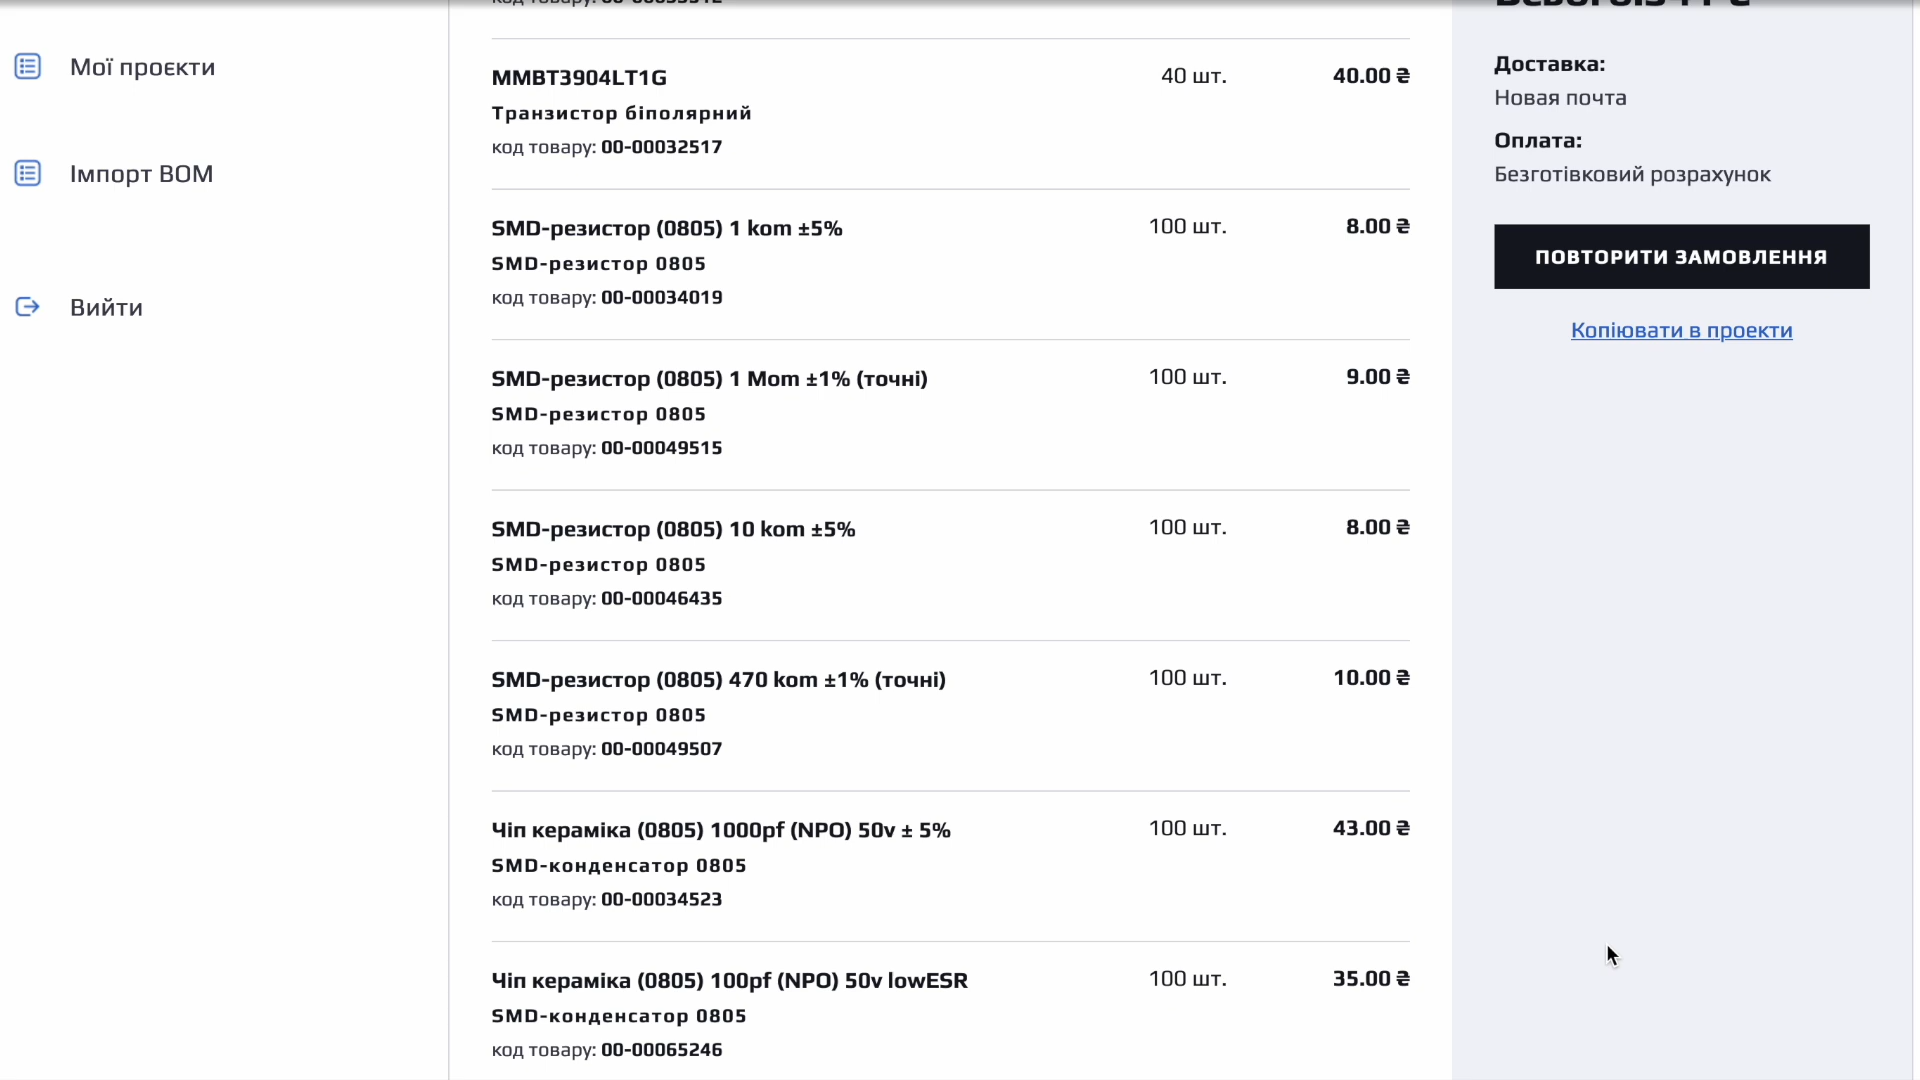 Мої проєкти
Імпорт BOM
Вийти
MMBT3904LT1G 40 шт. 40.00 ₴
Транзистор біполярний
код товару: 00-00032517
SMD-резистор (0805) 1 kom ±5% 100 шт. 8.00 ₴
SMD-резистор 0805
код товару: 00-00034019
SMD-резистор (0805) 1 Mom ±1% (точні) 100 шт. 9.00 ₴
SMD-резистор 0805
код товару: 00-00049515
SMD-резистор (0805) 10 kom ±5% 100 шт. 8.00 ₴
SMD-резистор 0805
код товару: 00-00046435
SMD-резистор (0805) 470 kom ±1% (точні) 100 шт. 10.00 ₴
SMD-резистор 0805
код товару: 00-00049507
Чіп кераміка (0805) 1000pf (NPO) 50v ± 5% 100 шт. 43.00 ₴
SMD-конденсатор 0805
код товару: 00-00034523
Чіп кераміка (0805) 100pf (NPO) 50v lowESR 100 шт. 35.00 ₴
SMD-конденсатор 0805
код товару: 00-00065246
Доставка:
Новая почта
Оплата:
Безготівковий розрахунок
ПОВТОРИТИ ЗАМОВЛЕННЯ
Копіювати в проекти